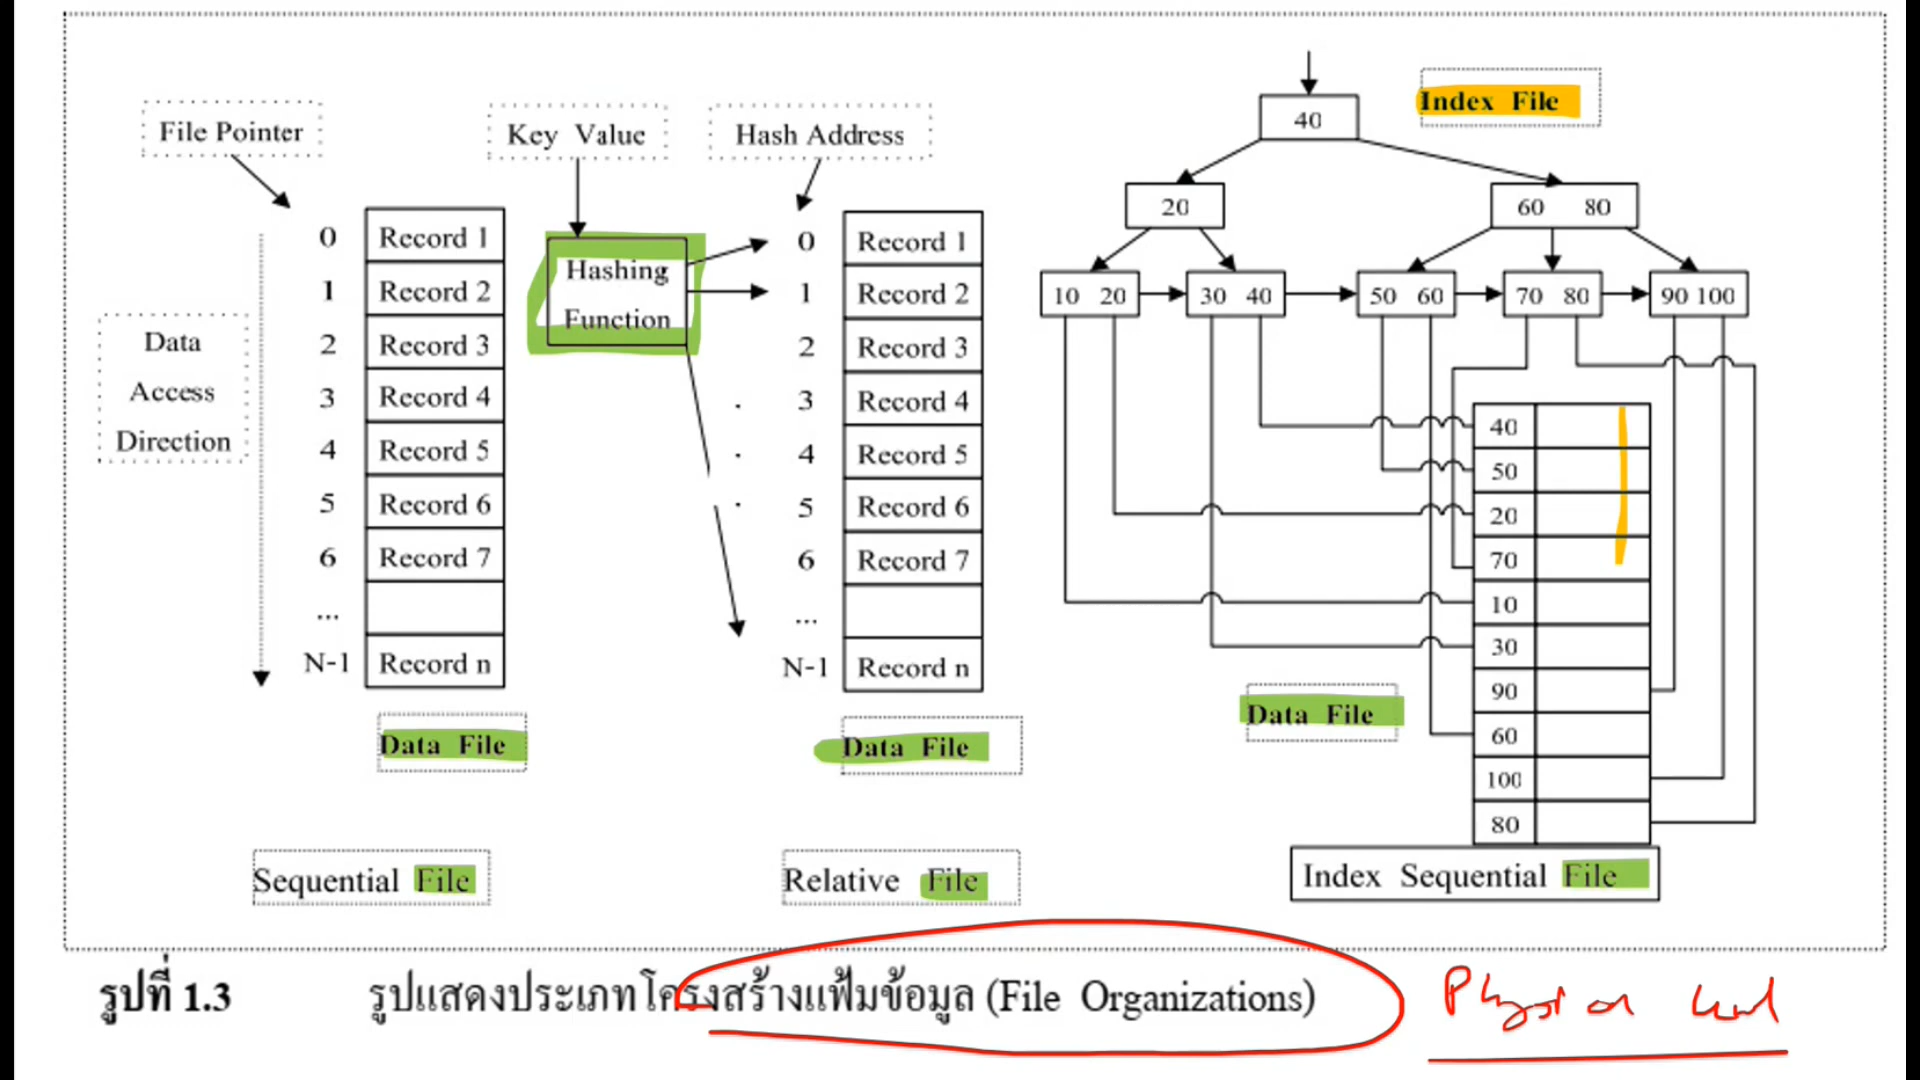 File Pointer
0 Record 1
1 Record 2
2 Record 3
3 Record 4
4 Record 5
5 Record 6
6 Record 7
...
N-1 Record n
Data
Access
Direction
Data File
Sequential File
Key Value
Hashing
Function
Hash Address
0 Record 1
1 Record 2
2 Record 3
. 3 Record 4
. 4 Record 5
. 5 Record 6
6 Record 7
...
N-1 Record n
Data File
Relative File
Index File
40
20
60 80
10 20
30 40
50 60
70 80
90 100
40
50
20
70
10
30
90
60
100
80
Data File
Index Sequential File
รูปที่ 1.3 รูปแสดงประเภทโครงสร้างแฟ้มข้อมูล (File Organizations)